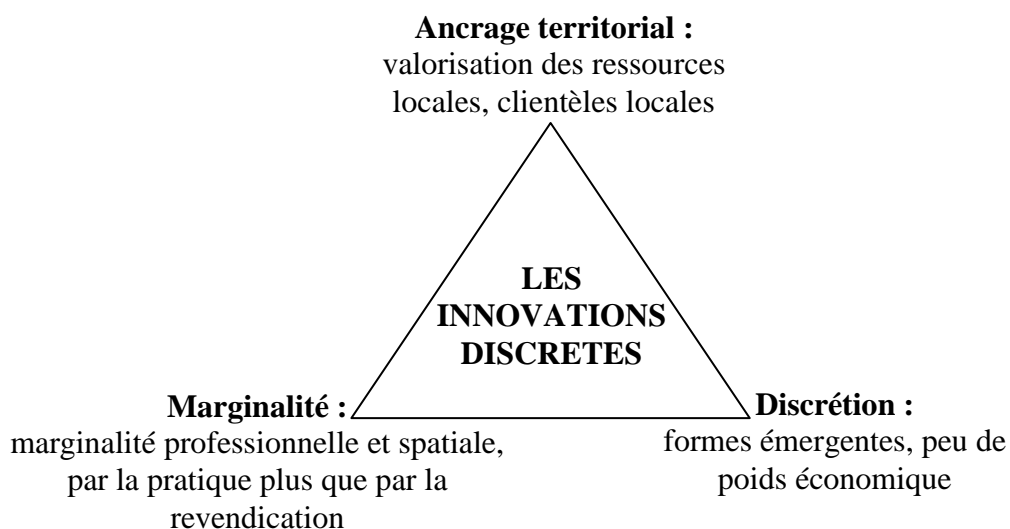 Ancrage territorial :
valorisation des ressources
locales, clientèles locales
LES
INNOVATIONS
DISCRETES
Marginalité :
marginalité professionnelle et spatiale,
par la pratique plus que par la
revendication
Discrétion :
formes émergentes, peu de
poids économique